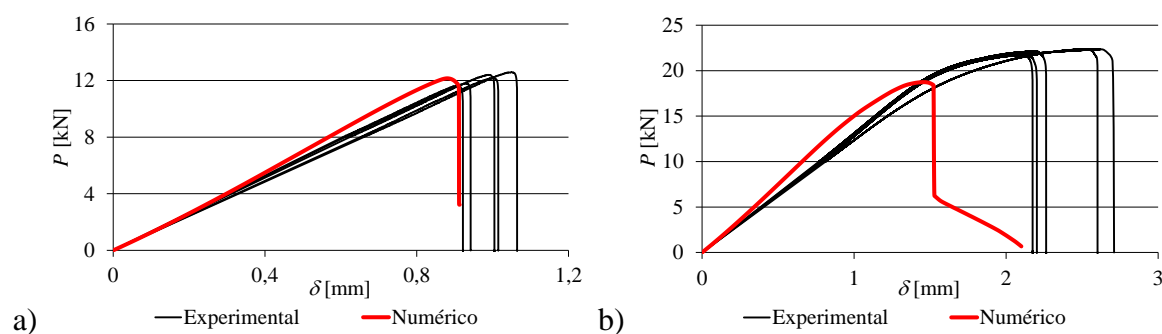 16
12
8
4
0
P [kN]
0 0,4 0,8 1,2
δ [mm]
Experimental Numérico
a)
25
20
15
10
5
0
P [kN]
0 1 2 3
δ [mm]
Experimental Numérico
b)